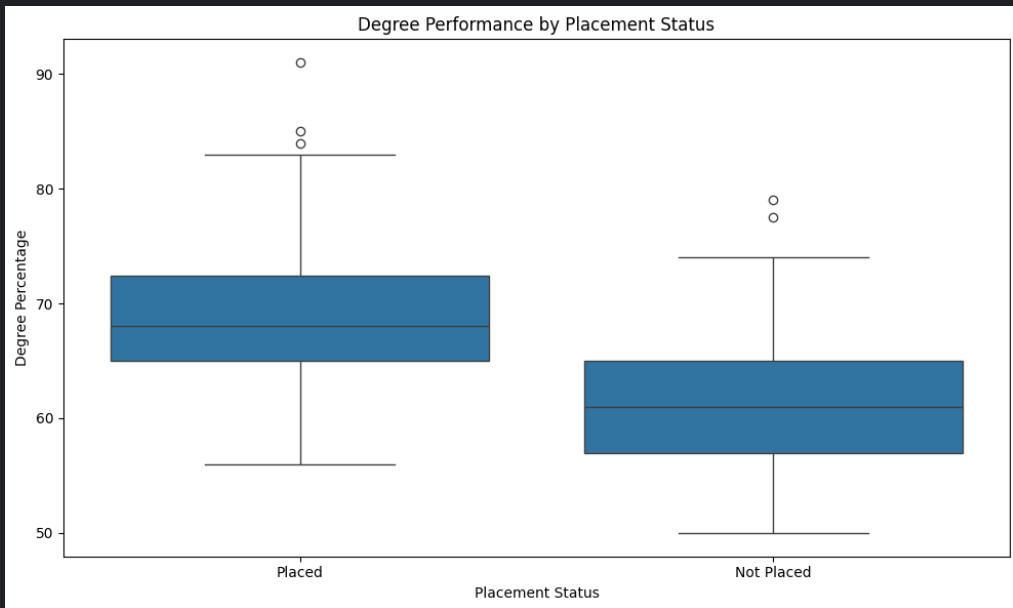 Degree Performance by Placement Status
Degree Percentage
90
80
70
60
50
Placed
Not Placed
Placement Status